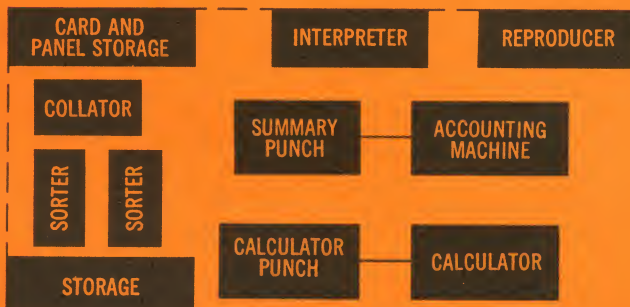 CARD AND
PANEL STORAGE
INTERPRETER
REPRODUCER
COLLATOR
SUMMARY
PUNCH
ACCOUNTING
MACHINE
SORTER
SORTER
CALCULATOR
PUNCH
CALCULATOR
STORAGE